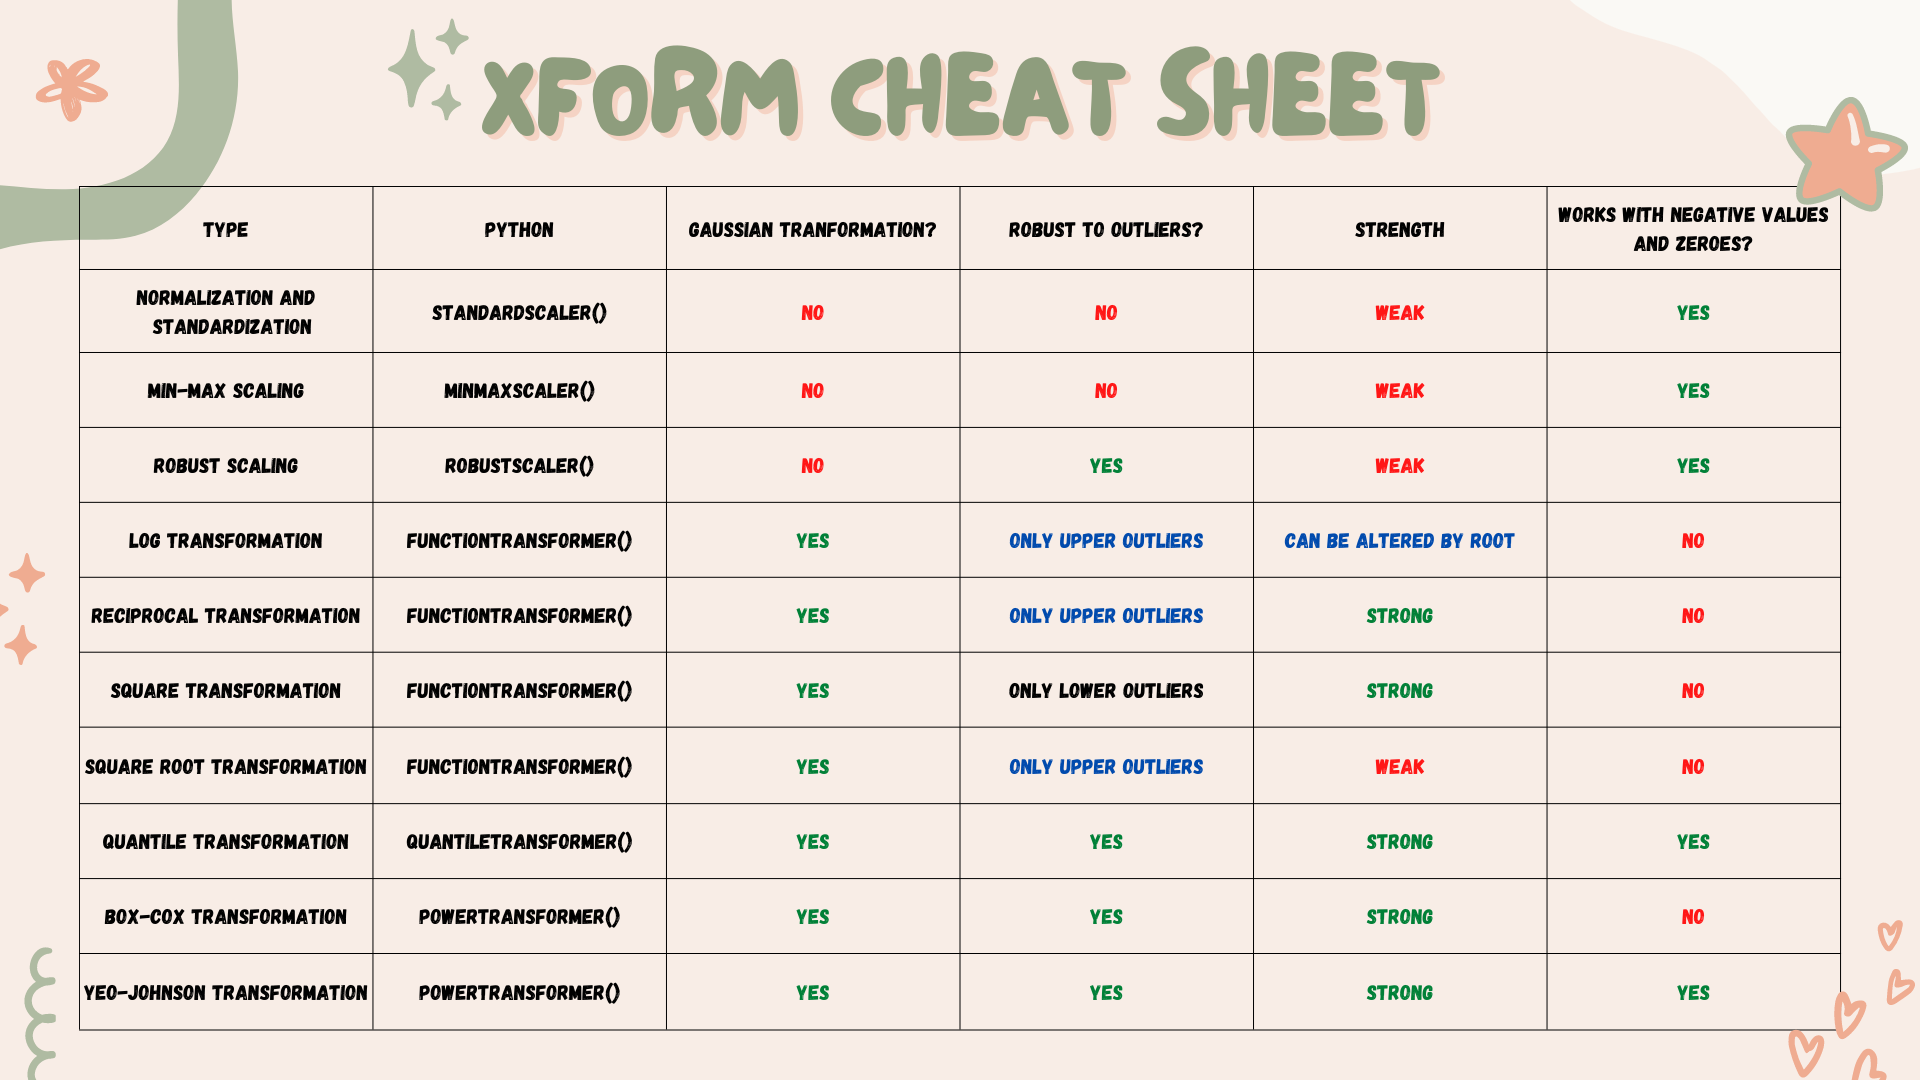 XFORM CHEAT SHEET
TYPE
PYTHON
GAUSSIAN TRANFORMATION?
ROBUST TO OUTLIERS?
STRENGTH
WORKS WITH NEGATIVE VALUES
AND ZEROES?
NORMALIZATION AND
STANDARDIZATION
STANDARDSCALER()
NO
NO
WEAK
YES
MIN-MAX SCALING
MINMAXSCALER()
NO
NO
WEAK
YES
ROBUST SCALING
ROBUSTSCALER()
NO
YES
WEAK
YES
LOG TRANSFORMATION
FUNCTIONTRANSFORMER()
YES
ONLY UPPER OUTLIERS
CAN BE ALTERED BY ROOT
NO
RECIPROCAL TRANSFORMATION
FUNCTIONTRANSFORMER()
YES
ONLY UPPER OUTLIERS
STRONG
NO
SQUARE TRANSFORMATION
FUNCTIONTRANSFORMER()
YES
ONLY LOWER OUTLIERS
STRONG
NO
SQUARE ROOT TRANSFORMATION
FUNCTIONTRANSFORMER()
YES
ONLY UPPER OUTLIERS
WEAK
NO
QUANTILE TRANSFORMATION
QUANTILETRANSFORMER()
YES
YES
STRONG
YES
BOX-COX TRANSFORMATION
POWERTRANSFORMER()
YES
YES
STRONG
NO
YEO-JOHNSON TRANSFORMATION
POWERTRANSFORMER()
YES
YES
STRONG
YES